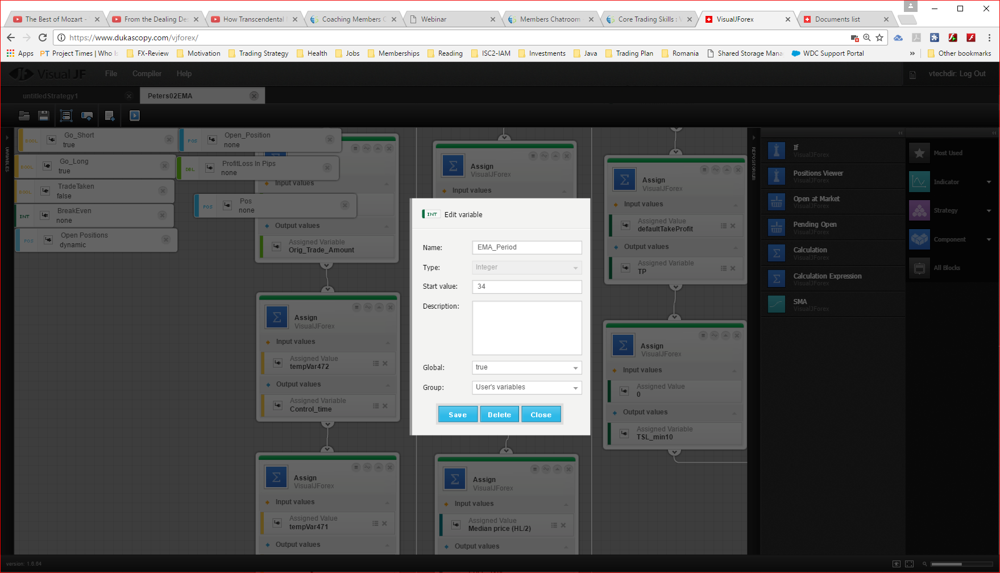 The Best of Mozart -
From the Dealing De
How Transcendental
Coaching Members C
Webinar
Members Chatroom
Core Trading Skills : V
VisualJForex
Documents list
https://www.dukascopy.com/vjforex/
Apps
PT Project Times | Who I
FX-Review
Motivation
Trading Strategy
Health
Jobs
Memberships
Reading
ISC2-IAM
Investments
Java
Trading Plan
Romania
Shared Storage Mana
WDC Support Portal
»
Other bookmarks
Visual JF
File
Compiler
Help
vtechdir: Log Out
untitledStrategy1
Peters02EMA
VARIABLES
BOOL
Go_Short
true
POS
Open_Position
none
BOOL
Go_Long
true
DBL
ProfitLoss In Pips
none
BOOL
TradeTaken
false
POS
Pos
none
INT
BreakEven
none
POS
Open Positions
dynamic
Input values
Output values
Assigned Variable
Orig_Trade_Amount
Assign
VisualJForex
Input values
Assigned Value
tempVar472
Output values
Assigned Variable
Control_time
Assign
VisualJForex
Input values
Assigned Value
tempVar471
Output values
Assign
VisualJForex
Input values
INT
Edit variable
Name:
EMA_Period
Type:
Integer
Start value:
34
Description:
Global:
true
Group:
User's variables
Save
Delete
Close
Assign
VisualJForex
Input values
Assigned Value
Median price (HL/2)
Output values
Assign
VisualJForex
Input values
Assigned Value
defaultTakeProfit
Output values
Assigned Variable
TP
Assign
VisualJForex
Input values
Assigned Value
0
Output values
Assigned Variable
TSL_min10
REPOSITORIUM
If
VisualJForex
Positions Viewer
VisualJForex
Open at Market
VisualJForex
Pending Open
VisualJForex
Calculation
VisualJForex
Calculation Expression
VisualJForex
SMA
VisualJForex
Most Used
Indicator
Strategy
Component
All Blocks
version: 1.6.64